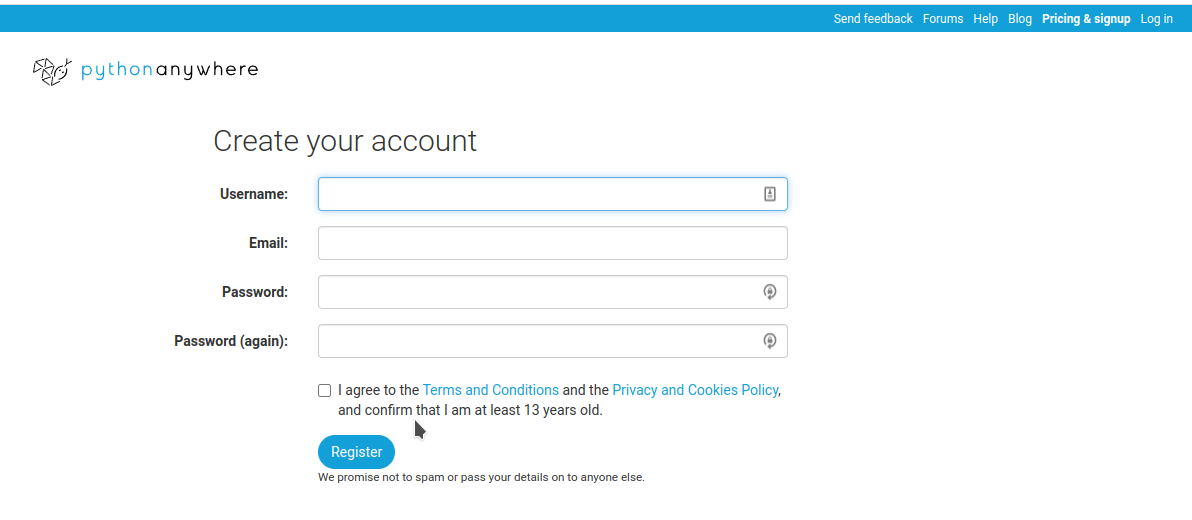 Send feedback Forums Help Blog Pricing & signup Log in
pythonanywhere
Create your account
Username:
Email:
Password:
Password (again):
I agree to the Terms and Conditions and the Privacy and Cookies Policy,
and confirm that I am at least 13 years old.
Register
We promise not to spam or pass your details on to anyone else.